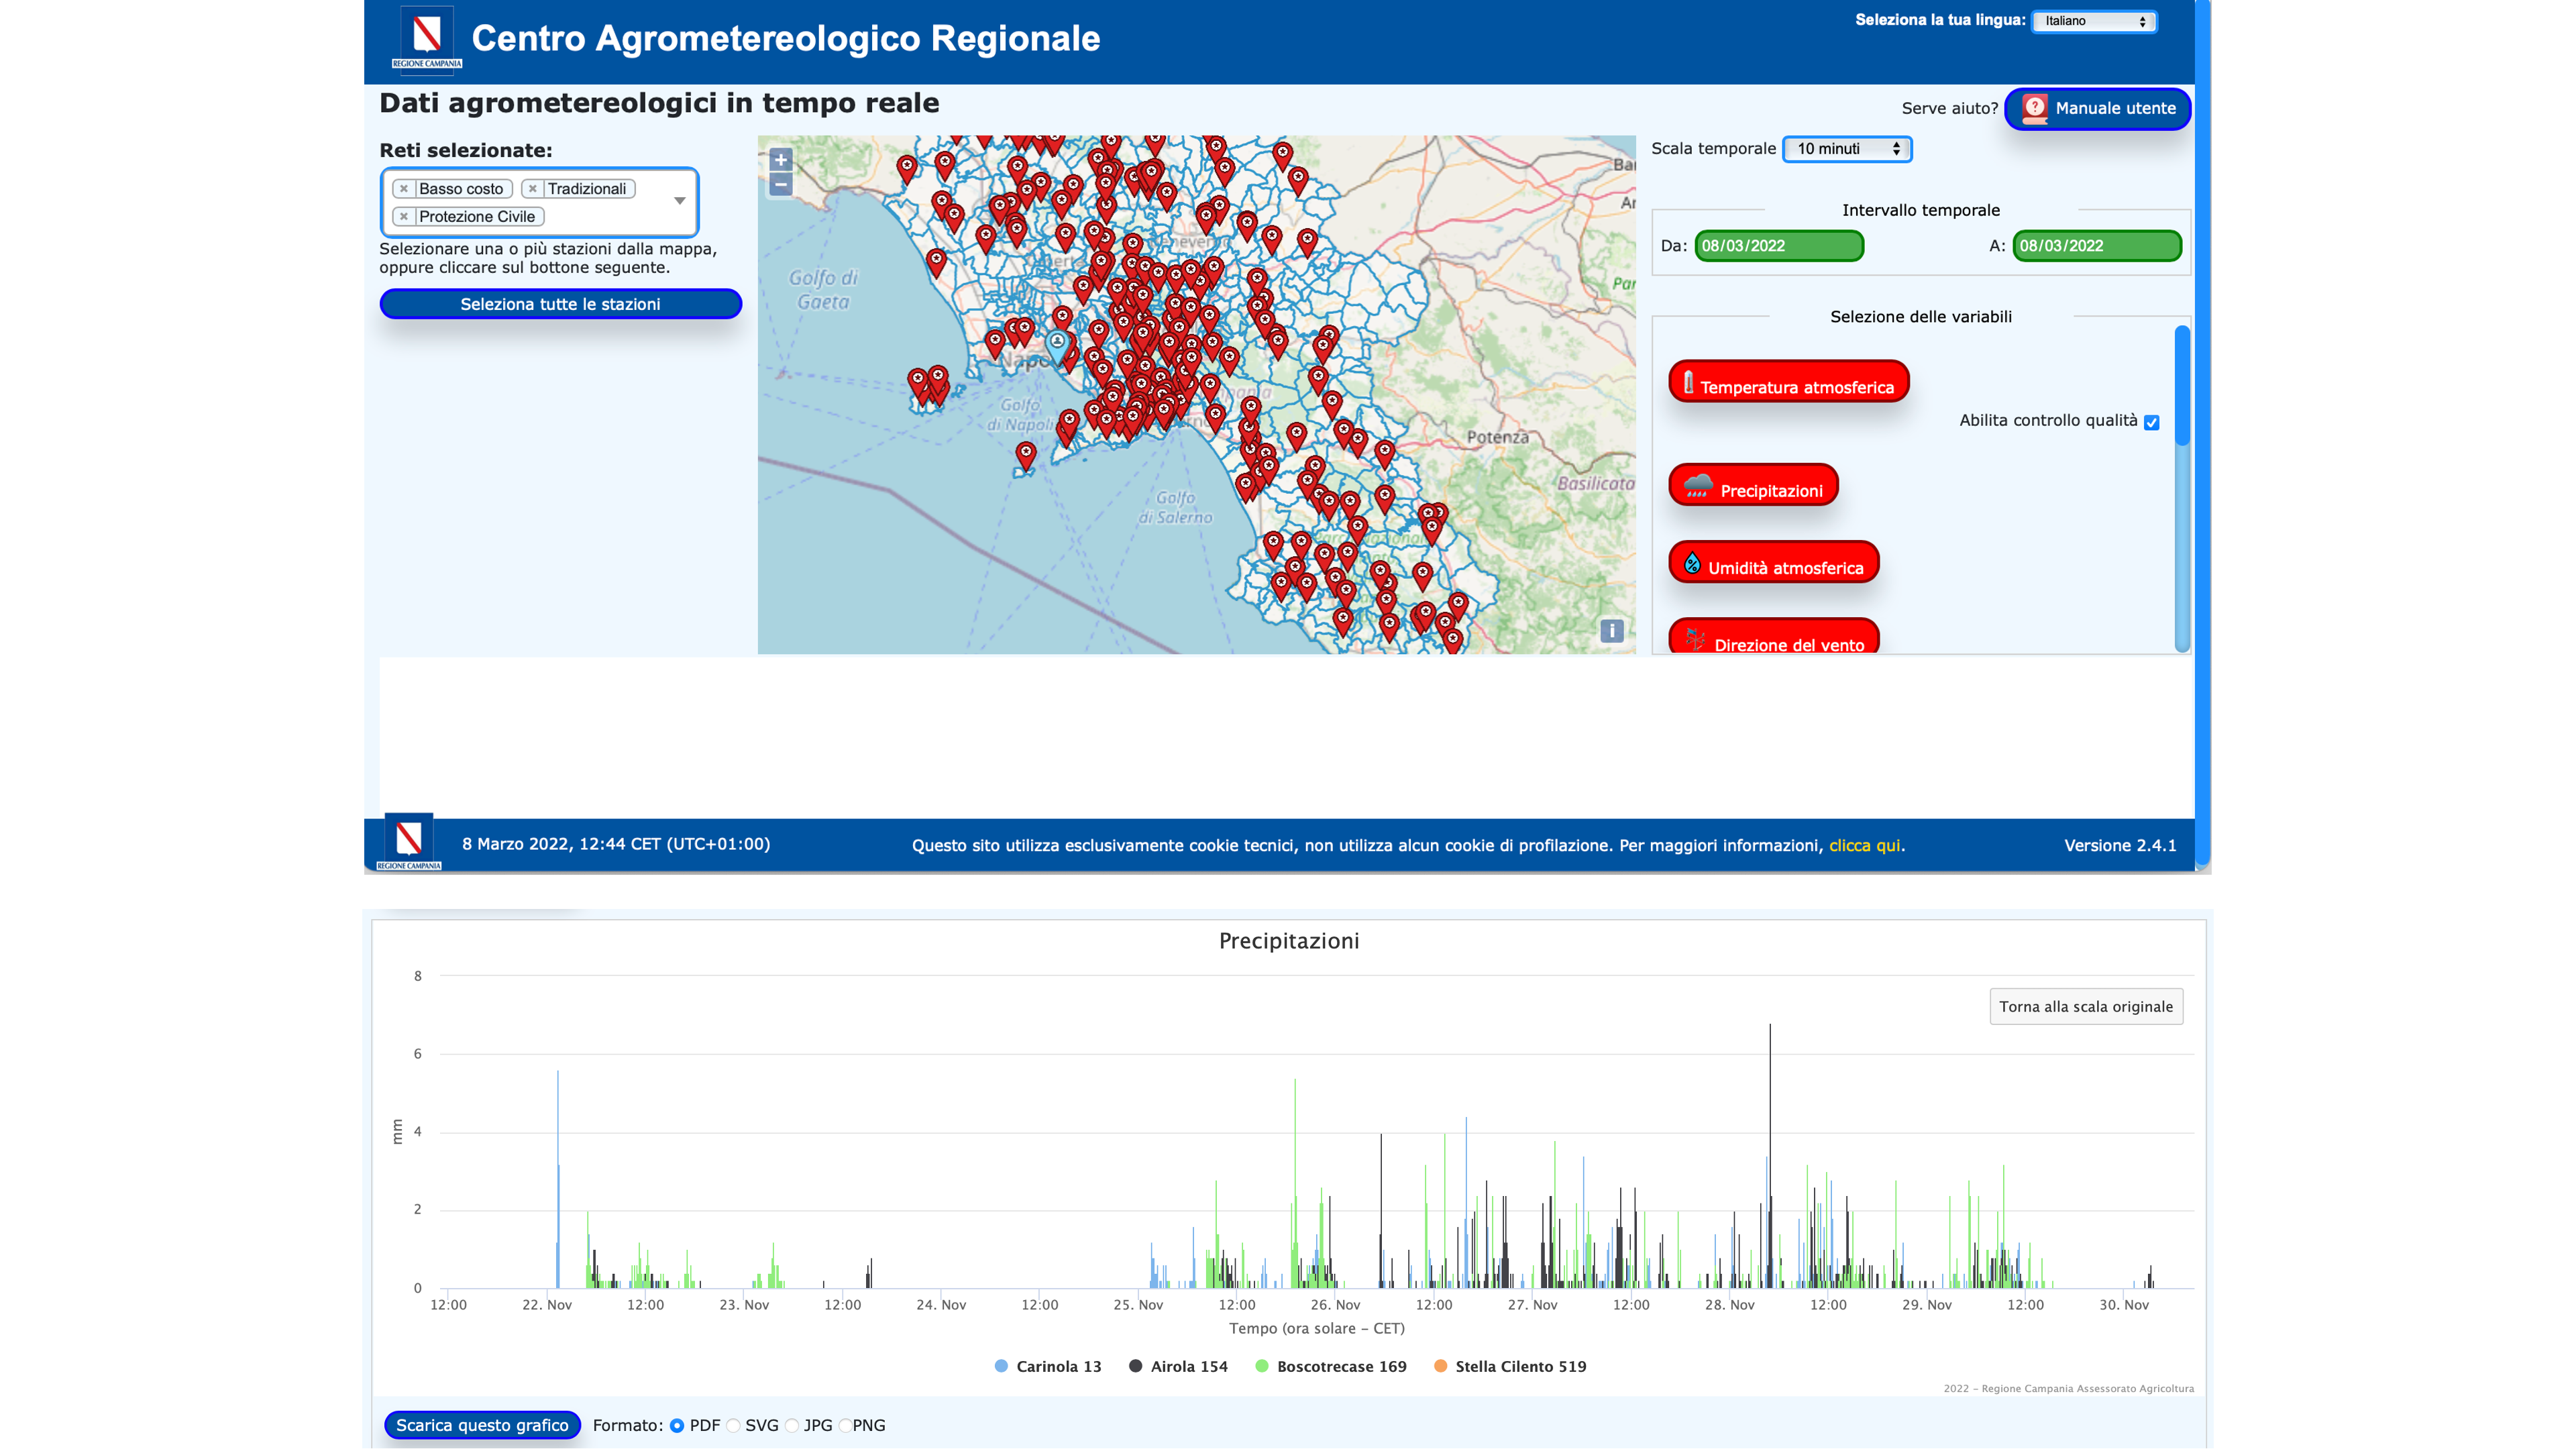 REGIONE CAMPANIA
Centro Agrometereologico Regionale
Seleziona la tua lingua: Italiano
Dati agrometereologici in tempo reale
Serve aiuto? Manuale utente
Reti selezionate:
× Basso costo × Tradizionali
× Protezione Civile
Selezionare una o più stazioni dalla mappa,
oppure cliccare sul bottone seguente.
Seleziona tutte le stazioni
+
−
Golfo di
Gaeta
Golfo
di Napoli
Golfo
di Salerno
Potenza
Basilicata
i
Scala temporale 10 minuti
Intervallo temporale
Da: 08/03/2022 A: 08/03/2022
Selezione delle variabili
Temperatura atmosferica
Abilita controllo qualità
Precipitazioni
Umidità atmosferica
Direzione del vento
REGIONE CAMPANIA
8 Marzo 2022, 12:44 CET (UTC+01:00)
Questo sito utilizza esclusivamente cookie tecnici, non utilizza alcun cookie di profilazione. Per maggiori informazioni, clicca qui.
Versione 2.4.1
Precipitazioni
Torna alla scala originale
mm
8
6
4
2
0
12:00 22. Nov 12:00 23. Nov 12:00 24. Nov 12:00 25. Nov 12:00 26. Nov 12:00 27. Nov 12:00 28. Nov 12:00 29. Nov 12:00 30. Nov
Tempo (ora solare – CET)
Carinola 13 Airola 154 Boscotrecase 169 Stella Cilento 519
2022 – Regione Campania Assessorato Agricoltura
Scarica questo grafico Formato: PDF SVG JPG PNG